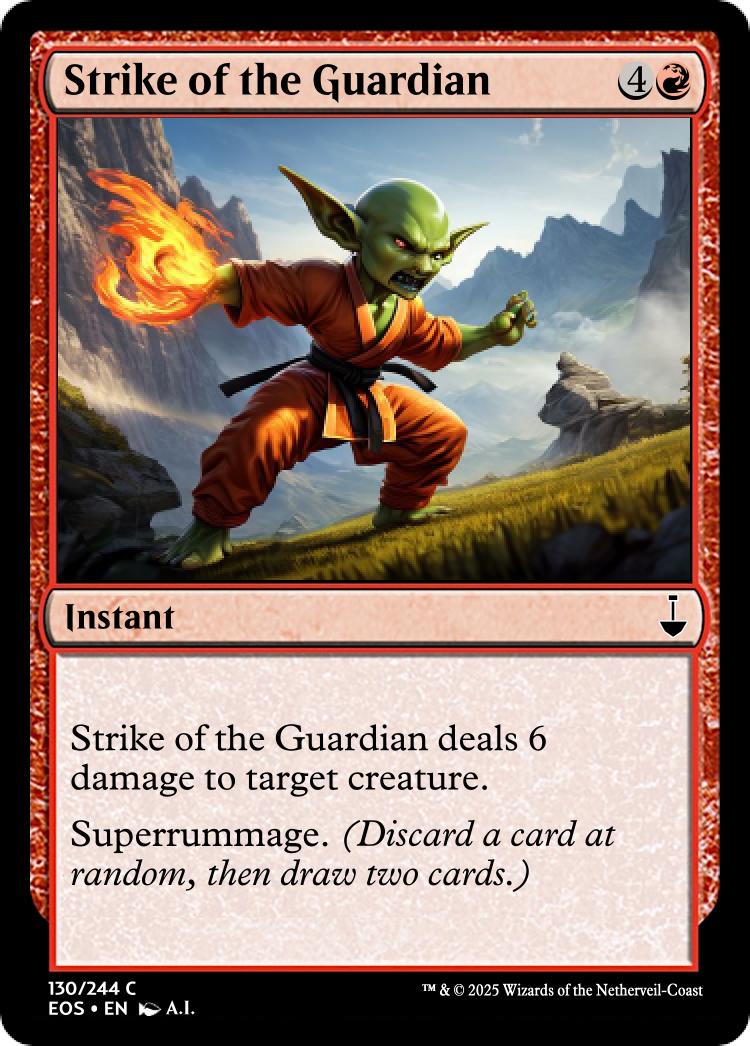 Strike of the Guardian 4
Instant
Strike of the Guardian deals 6
damage to target creature.
Superrummage. (Discard a card at
random, then draw two cards.)
130/244 C
EOS • EN A.I.
™ & © 2025 Wizards of the Netherveil-Coast